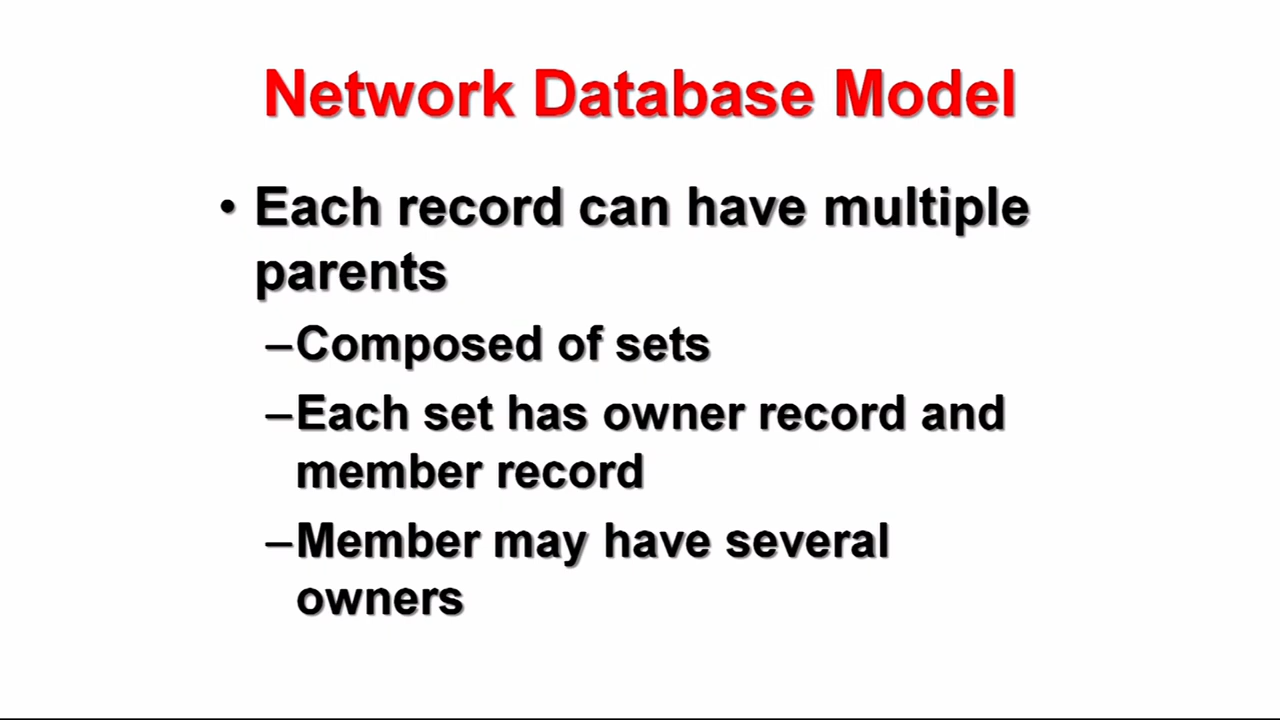 Network Database Model
• Each record can have multiple
parents
–Composed of sets
–Each set has owner record and
member record
–Member may have several
owners